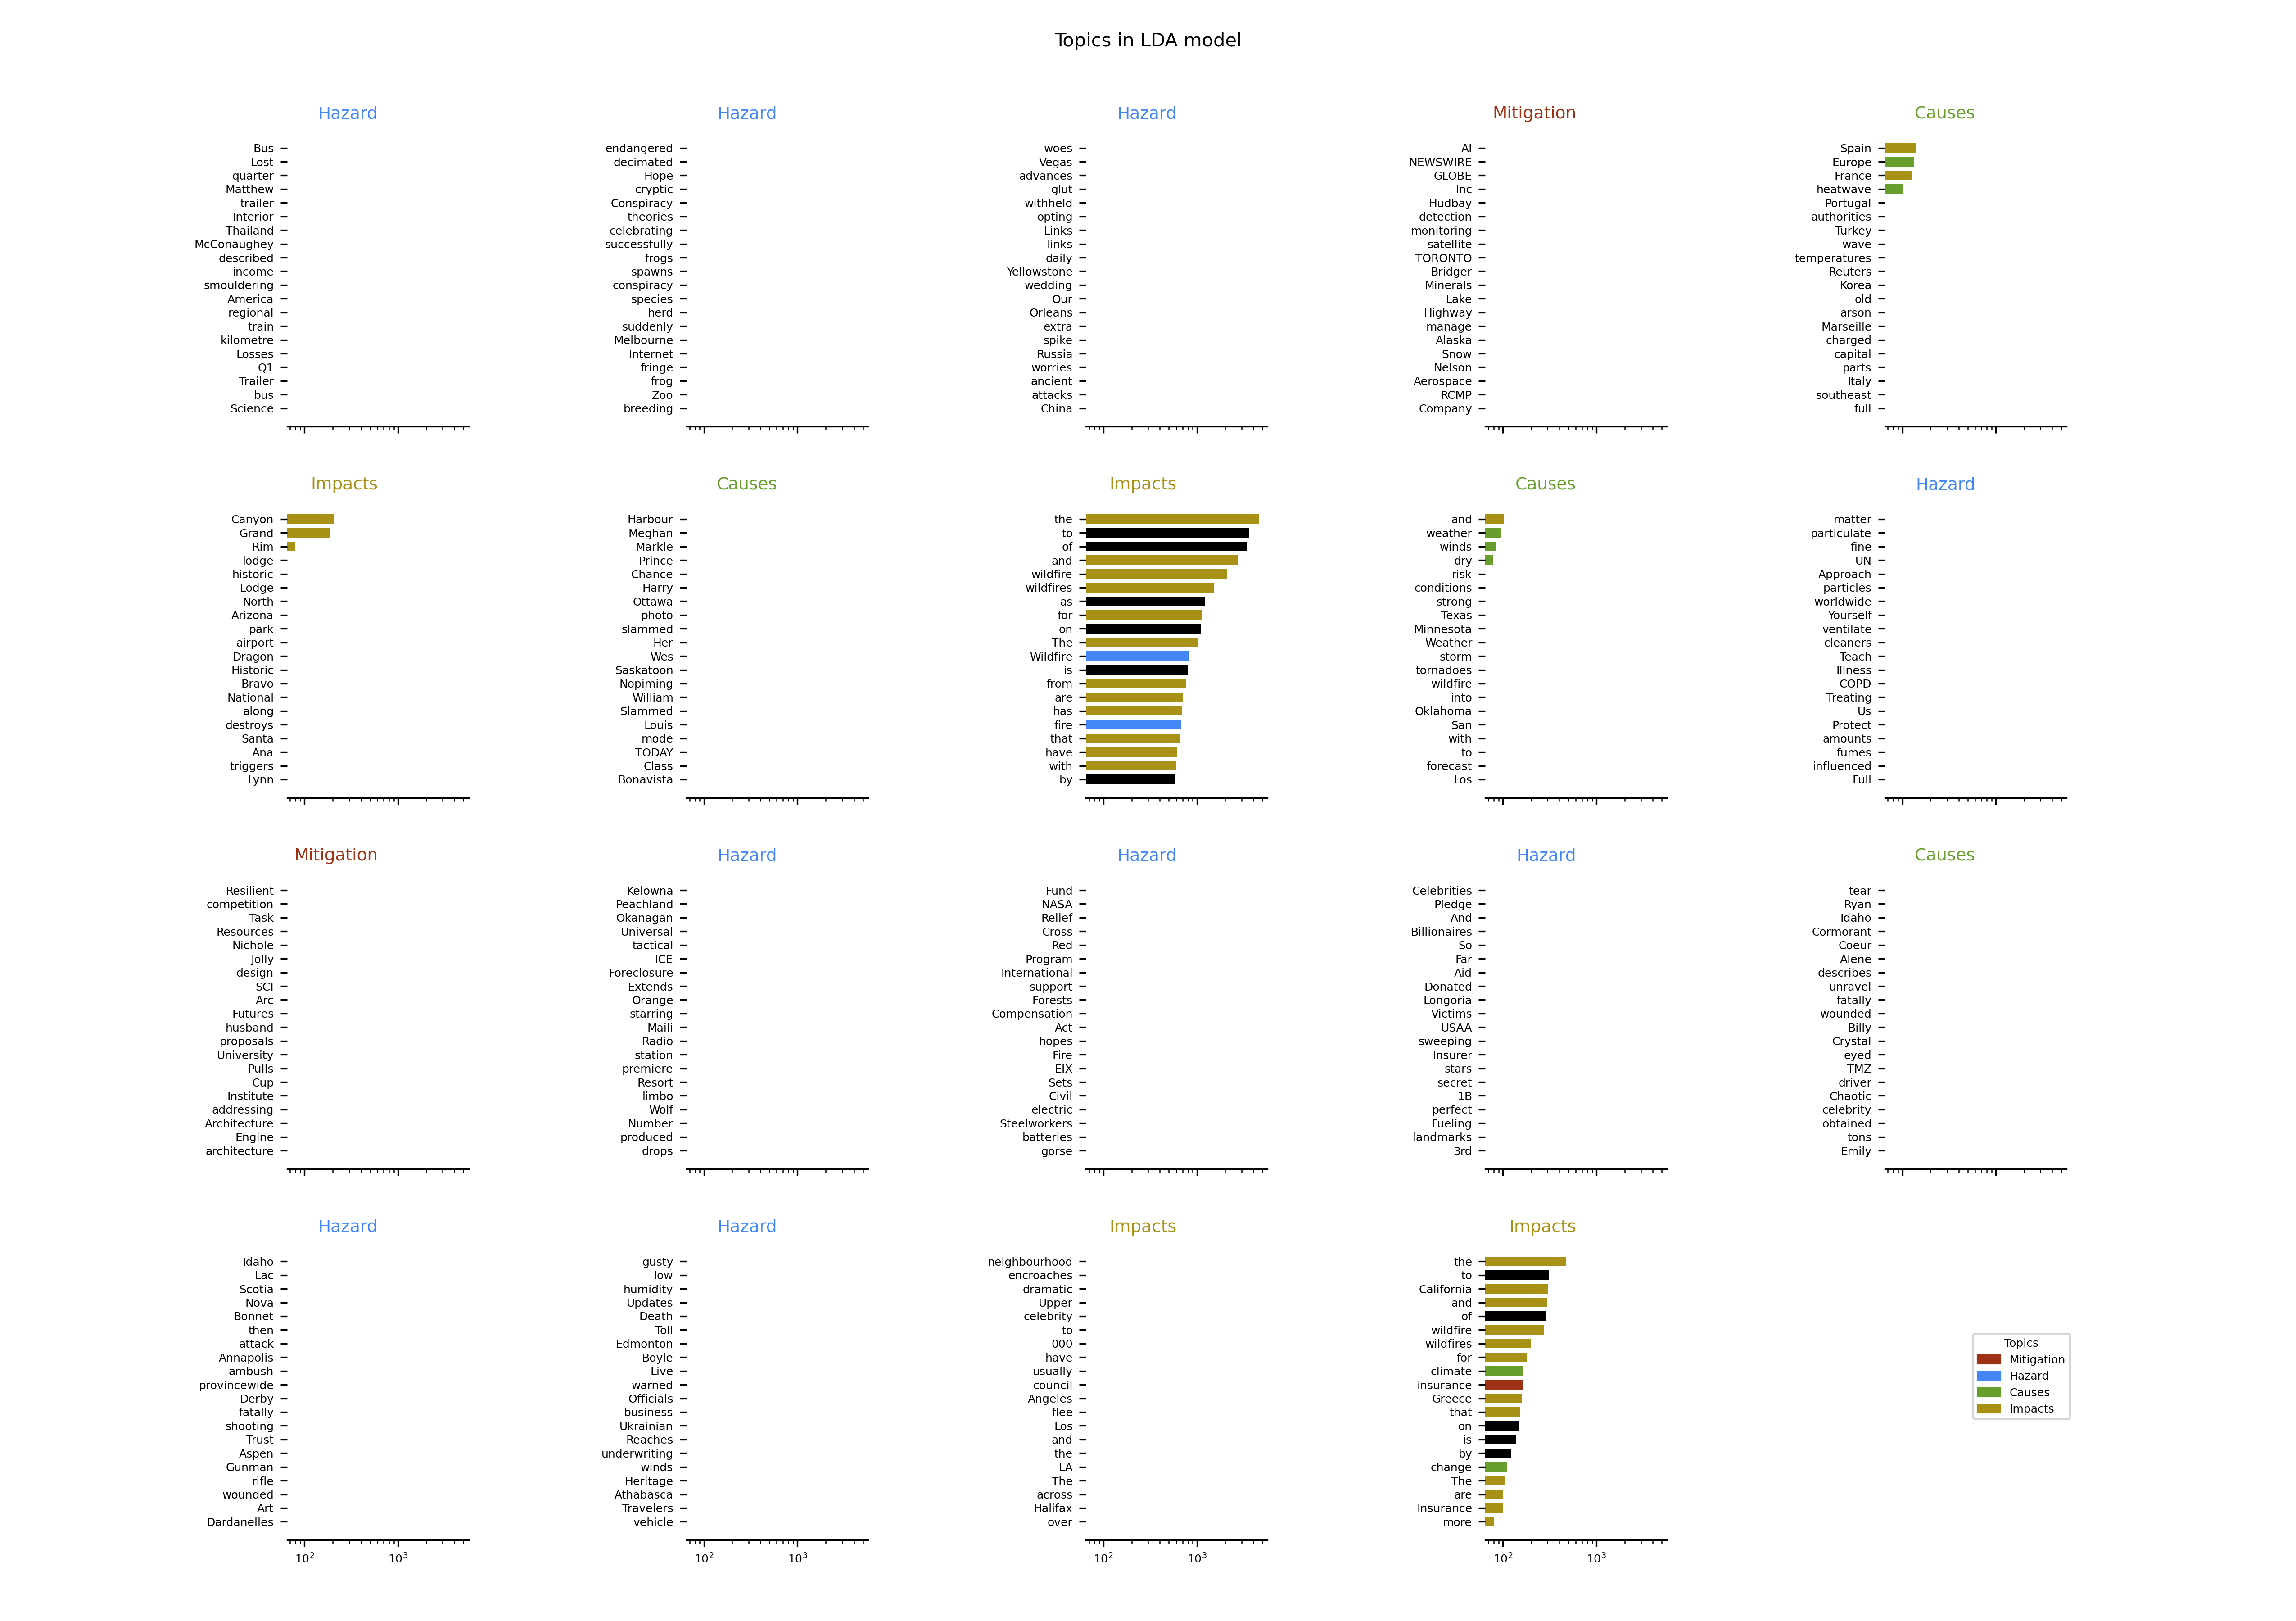 Topics in LDA model
Hazard
Bus
Lost
quarter
Matthew
trailer
Interior
Thailand
McConaughey
described
income
smouldering
America
regional
train
kilometre
Losses
Q1
Trailer
bus
Science
Hazard
endangered
decimated
Hope
cryptic
Conspiracy
theories
celebrating
successfully
frogs
spawns
conspiracy
species
herd
suddenly
Melbourne
Internet
fringe
frog
Zoo
breeding
Hazard
woes
Vegas
advances
glut
withheld
opting
Links
links
daily
Yellowstone
wedding
Our
Orleans
extra
spike
Russia
worries
ancient
attacks
China
Mitigation
AI
NEWSWIRE
GLOBE
Inc
Hudbay
detection
monitoring
satellite
TORONTO
Bridger
Minerals
Lake
Highway
manage
Alaska
Snow
Nelson
Aerospace
RCMP
Company
Causes
Spain
Europe
France
heatwave
Portugal
authorities
Turkey
wave
temperatures
Reuters
Korea
old
arson
Marseille
charged
capital
parts
Italy
southeast
full
Impacts
Canyon
Grand
Rim
lodge
historic
Lodge
North
Arizona
park
airport
Dragon
Historic
Bravo
National
along
destroys
Santa
Ana
triggers
Lynn
Causes
Harbour
Meghan
Markle
Prince
Chance
Harry
Ottawa
photo
slammed
Her
Wes
Saskatoon
Nopiming
William
Slammed
Louis
mode
TODAY
Class
Bonavista
Impacts
the
to
of
and
wildfire
wildfires
as
for
on
The
Wildfire
is
from
are
has
fire
that
have
with
by
Causes
and
weather
winds
dry
risk
conditions
strong
Texas
Minnesota
Weather
storm
tornadoes
wildfire
into
Oklahoma
San
with
to
forecast
Los
Hazard
matter
particulate
fine
UN
Approach
particles
worldwide
Yourself
ventilate
cleaners
Teach
Illness
COPD
Treating
Us
Protect
amounts
fumes
influenced
Full
Mitigation
Resilient
competition
Task
Resources
Nichole
Jolly
design
SCI
Arc
Futures
husband
proposals
University
Pulls
Cup
Institute
addressing
Architecture
Engine
architecture
Hazard
Kelowna
Peachland
Okanagan
Universal
tactical
ICE
Foreclosure
Extends
Orange
starring
Maili
Radio
station
premiere
Resort
limbo
Wolf
Number
produced
drops
Hazard
Fund
NASA
Relief
Cross
Red
Program
International
support
Forests
Compensation
Act
hopes
Fire
EIX
Sets
Civil
electric
Steelworkers
batteries
gorse
Hazard
Celebrities
Pledge
And
Billionaires
So
Far
Aid
Donated
Longoria
Victims
USAA
sweeping
Insurer
stars
secret
1B
perfect
Fueling
landmarks
3rd
Causes
tear
Ryan
Idaho
Cormorant
Coeur
Alene
describes
unravel
fatally
wounded
Billy
Crystal
eyed
TMZ
driver
Chaotic
celebrity
obtained
tons
Emily
Hazard
Idaho
Lac
Scotia
Nova
Bonnet
then
attack
Annapolis
ambush
provincewide
Derby
fatally
shooting
Trust
Aspen
Gunman
rifle
wounded
Art
Dardanelles
10² 10³
Hazard
gusty
low
humidity
Updates
Death
Toll
Edmonton
Boyle
Live
warned
Officials
business
Ukrainian
Reaches
underwriting
winds
Heritage
Athabasca
Travelers
vehicle
10² 10³
Impacts
neighbourhood
encroaches
dramatic
Upper
celebrity
to
000
have
usually
council
Angeles
flee
Los
and
the
LA
The
across
Halifax
over
10² 10³
Impacts
the
to
California
and
of
wildfire
wildfires
for
climate
insurance
Greece
that
on
is
by
change
The
are
Insurance
more
10² 10³
Topics
Mitigation
Hazard
Causes
Impacts